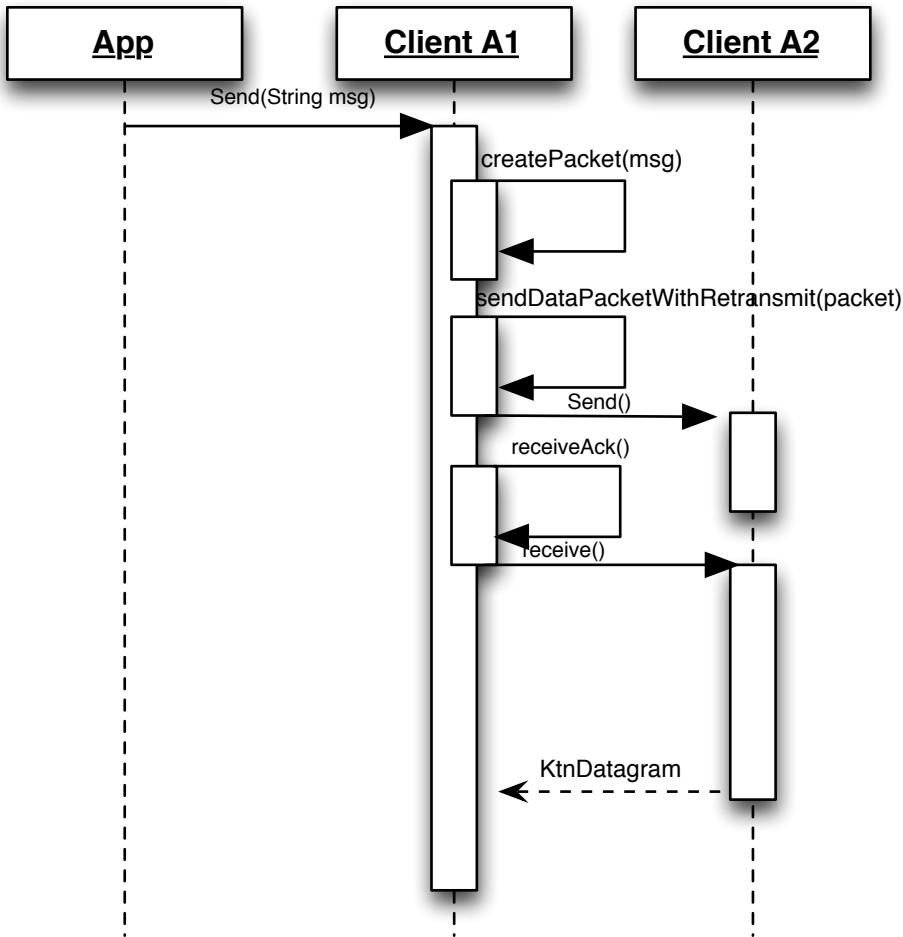 App
Client A1
Client A2
Send(String msg)
createPacket(msg)
sendDataPacketWithRetransmit(packet)
Send()
receiveAck()
receive()
KtnDatagram